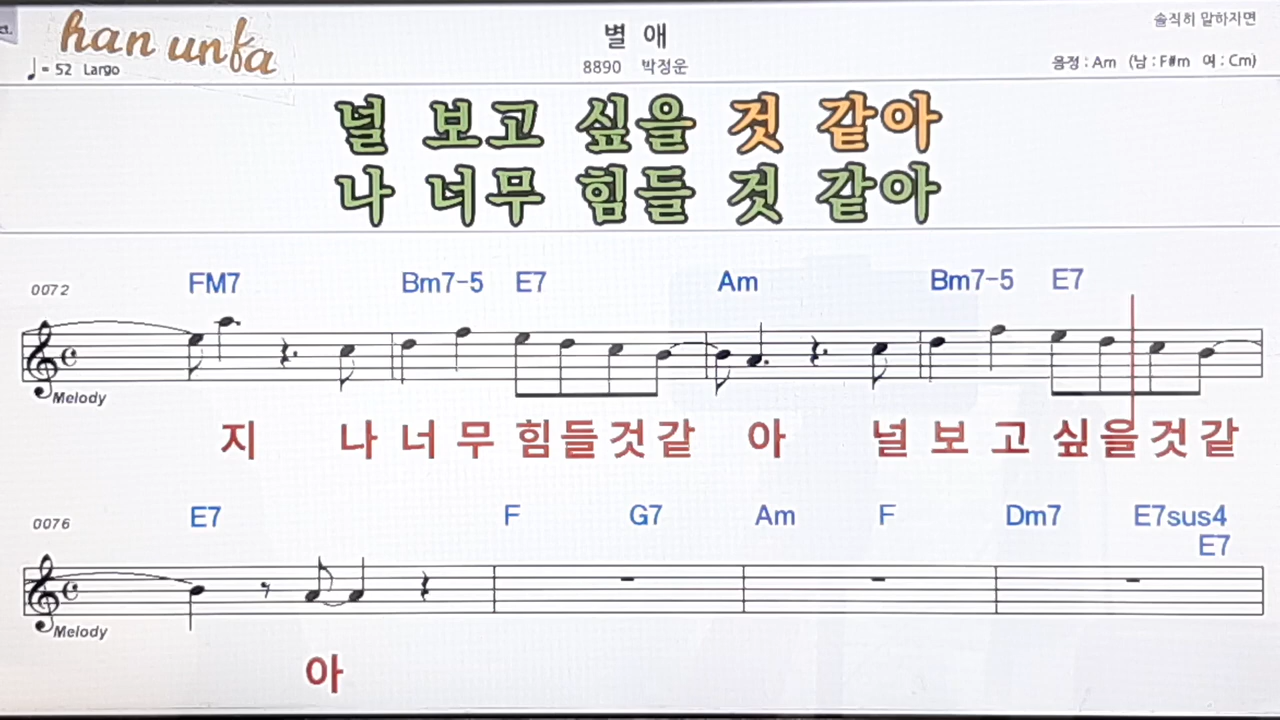 ct.
han unfa
♩= 52 Largo
별 애
8890 박정운
솔직히 말하지면
음정 : Am (남 : F#m 여 : Cm)
널 보고 싶을 것 같아
나 너무 힘들 것 같아
0072
FM7 Bm7-5 E7 Am Bm7-5 E7
Melody
지 나 너 무 힘들것같 아 널 보 고 싶을것같
0076
E7 F G7 Am F Dm7 E7sus4
E7
Melody
아